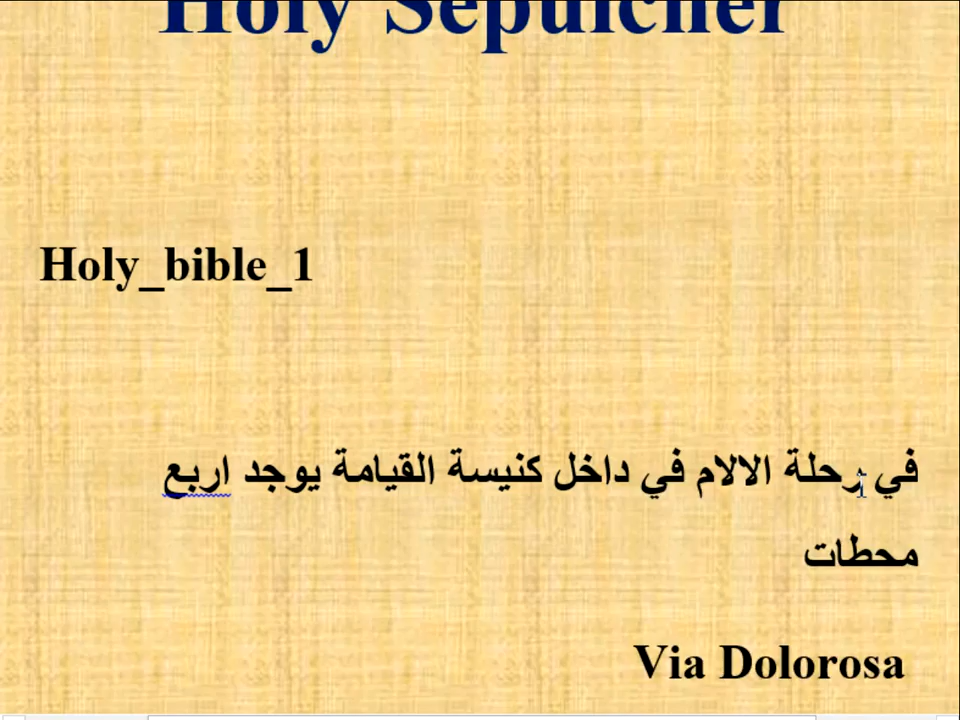 Holy Sepulcher
Holy_bible_1
في رحلة الالام في داخل كنيسة القيامة يوجد اربع
محطات
Via Dolorosa